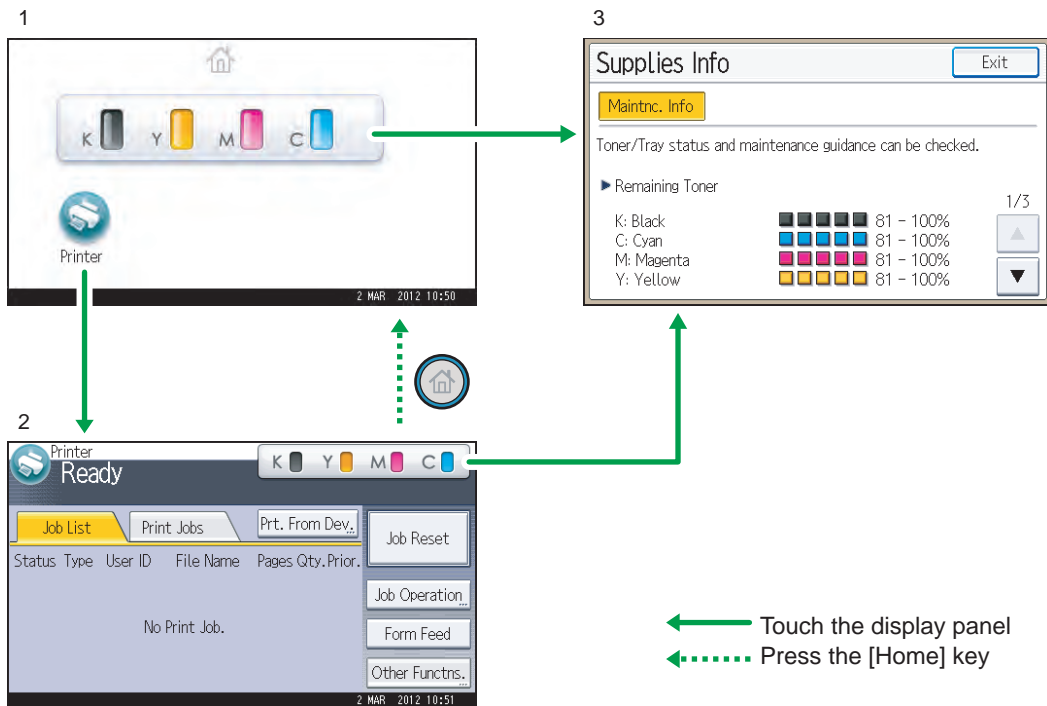 1
K Y M C
Printer
2 MAR 2012 10:50
3
Supplies Info
Exit
Maintnc. Info
Toner/Tray status and maintenance guidance can be checked.
Remaining Toner
1/3
K: Black 81 - 100%
C: Cyan 81 - 100%
M: Magenta 81 - 100%
Y: Yellow 81 - 100%
2
Printer
Ready
K Y M C
Job List Print Jobs Prt. From Dev.
Job Reset
Status Type User ID File Name Pages Qty. Prior.
Job Operation
No Print Job.
Form Feed
Other Functns.
2 MAR 2012 10:51
Touch the display panel
Press the [Home] key